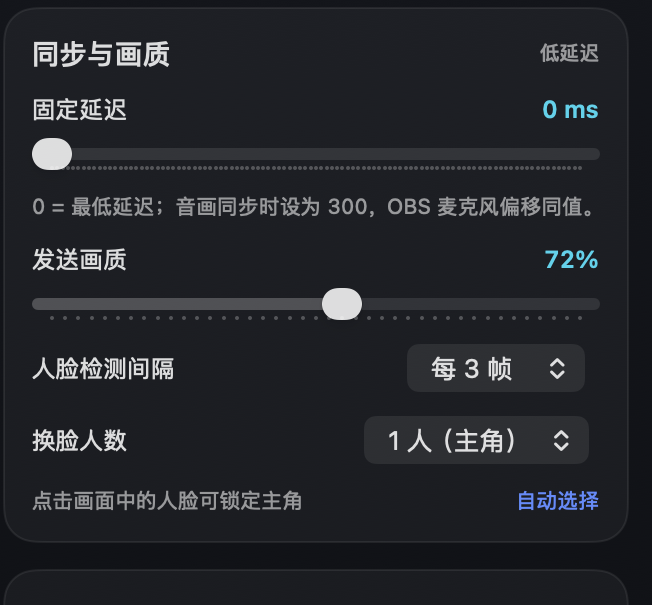 同步与画质 低延迟
固定延迟 0 ms
0 = 最低延迟；音画同步时设为 300，OBS 麦克风偏移同值。
发送画质 72%
人脸检测间隔 每 3 帧
换脸人数 1 人（主角）
点击画面中的人脸可锁定主角 自动选择